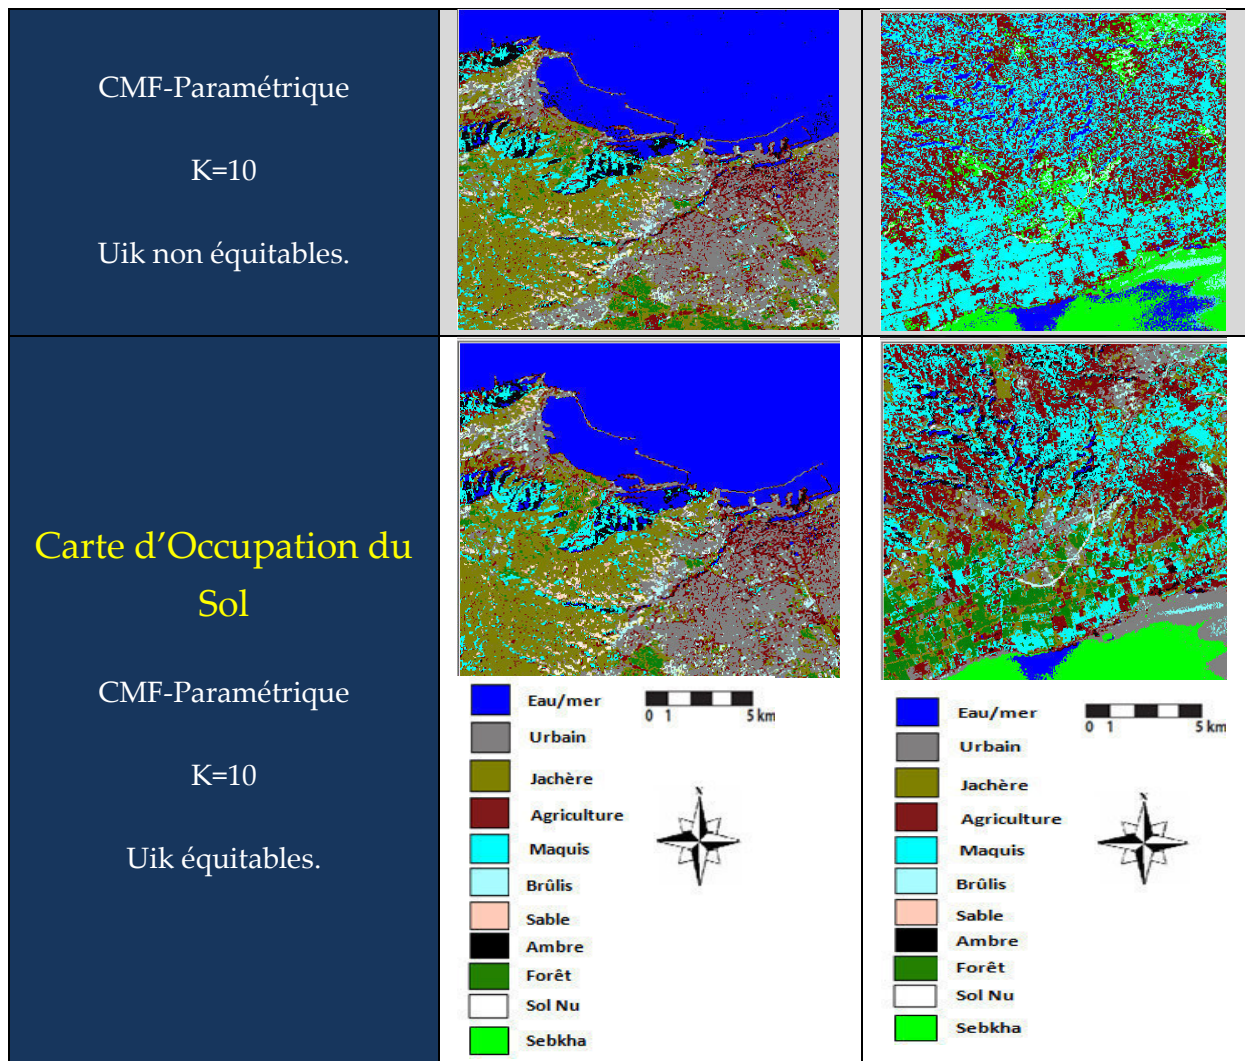 CMF-Paramétrique
K=10
Uik non équitables.
Carte d'Occupation du
Sol
CMF-Paramétrique
K=10
Uik équitables.
Eau/mer
Urbain
Jachère
Agriculture
Maquis
Brûlis
Sable
Ambre
Forêt
Sol Nu
Sebkha
0 1 5 km
N
Eau/mer
Urbain
Jachère
Agriculture
Maquis
Brûlis
Sable
Ambre
Forêt
Sol Nu
Sebkha
0 1 5 km
N